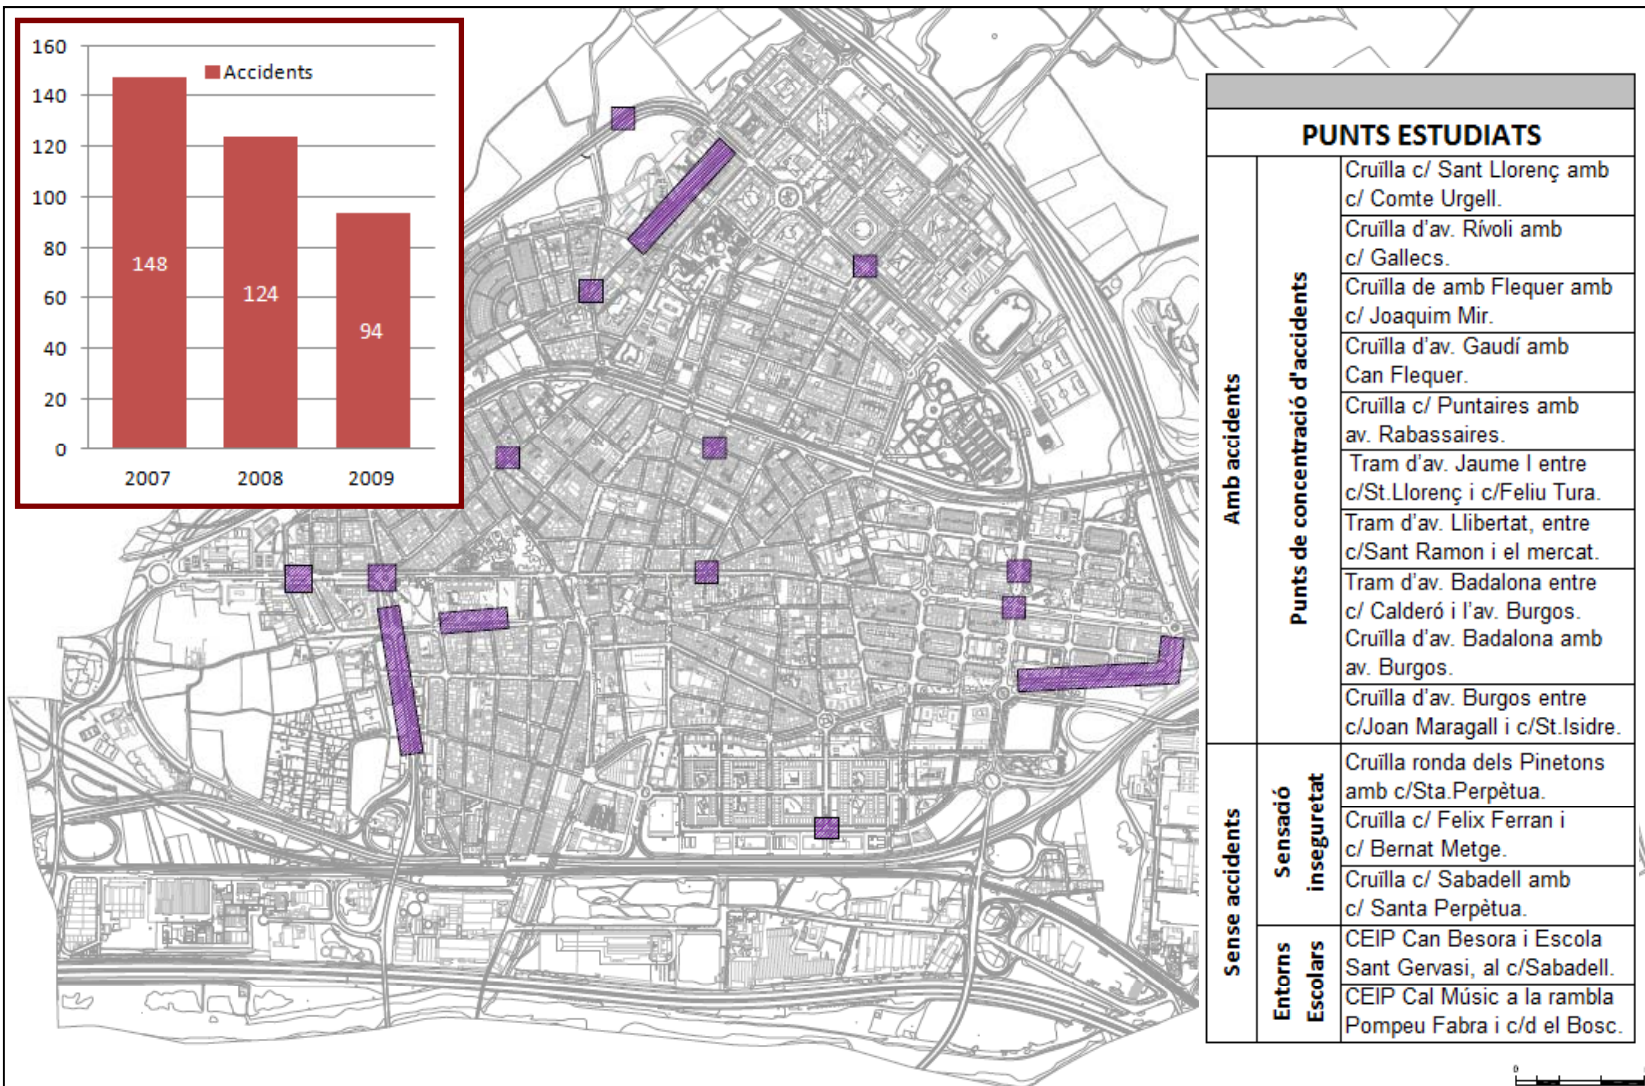 160
140
120
100
80
60
40
20
0
Accidents
148
124
94
2007
2008
2009
PUNTS ESTUDIATS
Amb accidents
Punts de concentració d'accidents
Cruïlla c/ Sant Llorenç amb
c/ Comte Urgell.
Cruïlla d'av. Rívoli amb
c/ Gallecs.
Cruïlla de amb Flequer amb
c/ Joaquim Mir.
Cruïlla d'av. Gaudí amb
Can Flequer.
Cruïlla c/ Puntaires amb
av. Rabassaires.
Tram d'av. Jaume I entre
c/St.Llorenç i c/Feliu Tura.
Tram d'av. Llibertat, entre
c/Sant Ramon i el mercat.
Tram d'av. Badalona entre
c/ Calderó i l'av. Burgos.
Cruïlla d'av. Badalona amb
av. Burgos.
Cruïlla d'av. Burgos entre
c/Joan Maragall i c/St.Isidre.
Sense accidents
Sensació
inseguretat
Cruïlla ronda dels Pinetons
amb c/Sta.Perpètua.
Cruïlla c/ Felix Ferran i
c/ Bernat Metge.
Cruïlla c/ Sabadell amb
c/ Santa Perpètua.
Entorns
Escolars
CEIP Can Besora i Escola
Sant Gervasi, al c/Sabadell.
CEIP Cal Músic a la rambla
Pompeu Fabra i c/d el Bosc.
0